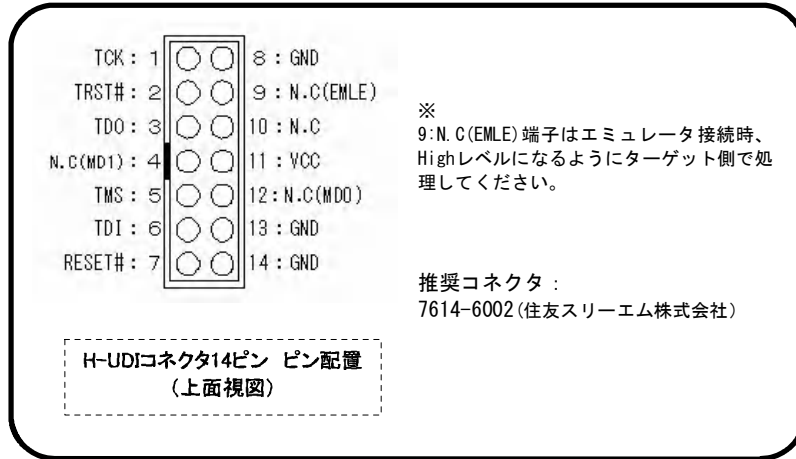 TCK : 1
8 : GND
TRST# : 2
9 : N.C(EMLE)
TDO : 3
10 : N.C
N.C(MD1) : 4
11 : VCC
TMS : 5
12 : N.C(MD0)
TDI : 6
13 : GND
RESET# : 7
14 : GND
※
9:N.C(EMLE)端子はエミュレータ接続時、
Highレベルになるようにターゲット側で処
理してください。
推奨コネクタ：
7614-6002(住友スリーエム株式会社)
H-UDIコネクタ14ピン ピン配置
(上面視図)